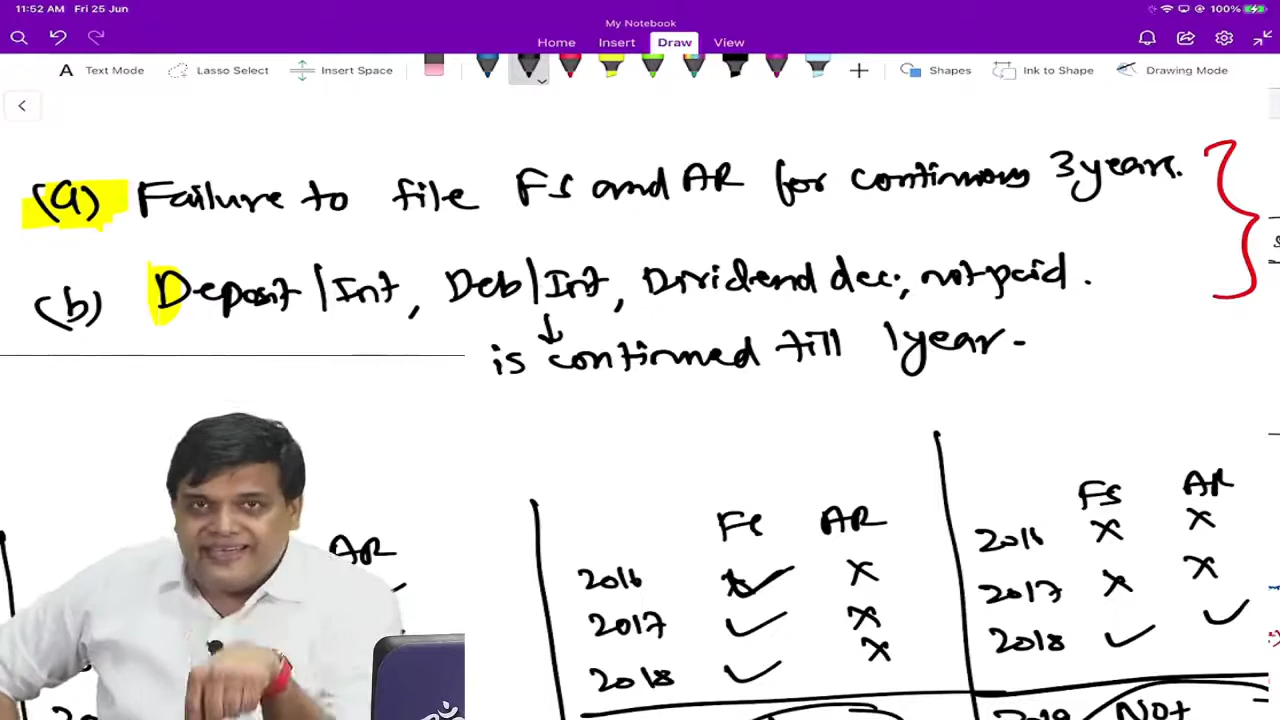 11:52 AM Fri 25 Jun
100%
My Notebook
Home Insert Draw View
Text Mode Lasso Select Insert Space Shapes Ink to Shape Drawing Mode
(a) Failure to file FS and AR for continuous 3 years.
(b) Deposit/Int, Deb/Int, Dividend dec; not paid.
is continued till 1 year.
AR
FS AR
2016 ✓ ×
2017 ✓ ×
2018 ✓ ×
FS AR
2016 × ×
2017 × ×
2018 ✓ ✓
Not